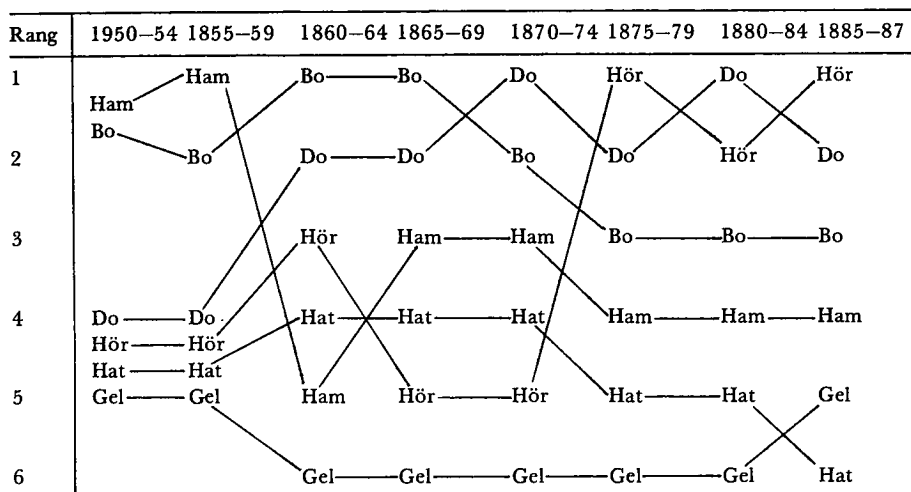 Rang 1950–54 1855–59 1860–64 1865–69 1870–74 1875–79 1880–84 1885–87
1 Ham Bo Bo Do Hör Do Hör
Ham
Bo
2 Bo Do Do Bo Do Hör Do
3 Hör Ham Ham Bo Bo Bo
4 Do Do Hat Hat Hat Ham Ham Ham
Hör Hör
Hat Hat
5 Gel Gel Ham Hör Hör Hat Hat Gel
6 Gel Gel Gel Gel Gel Hat